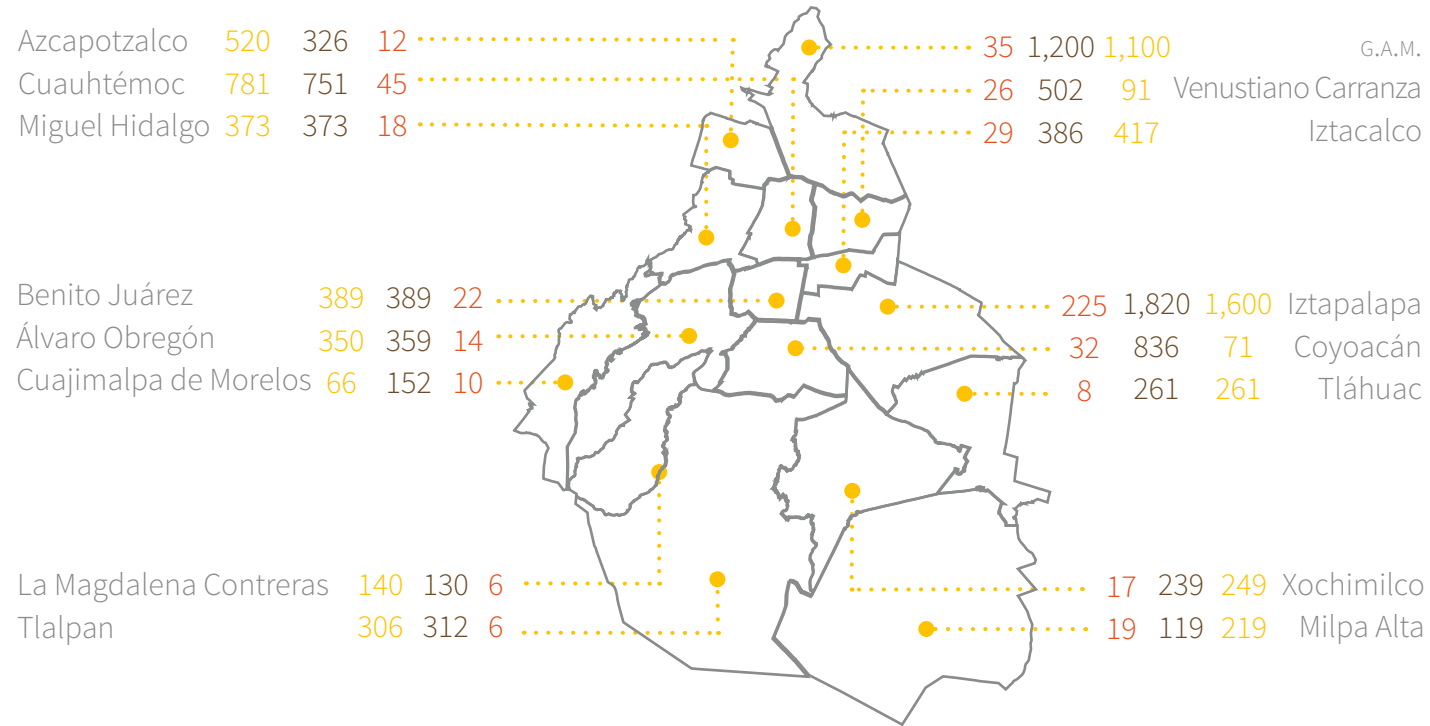 Azcapotzalco 520 326 12
Cuauhtémoc 781 751 45
Miguel Hidalgo 373 373 18
35 1,200 1,100 G.A.M.
26 502 91 Venustiano Carranza
29 386 417 Iztacalco
Benito Juárez 389 389 22
Álvaro Obregón 350 359 14
Cuajimalpa de Morelos 66 152 10
225 1,820 1,600 Iztapalapa
32 836 71 Coyoacán
8 261 261 Tláhuac
La Magdalena Contreras 140 130 6
Tlalpan 306 312 6
17 239 249 Xochimilco
19 119 219 Milpa Alta